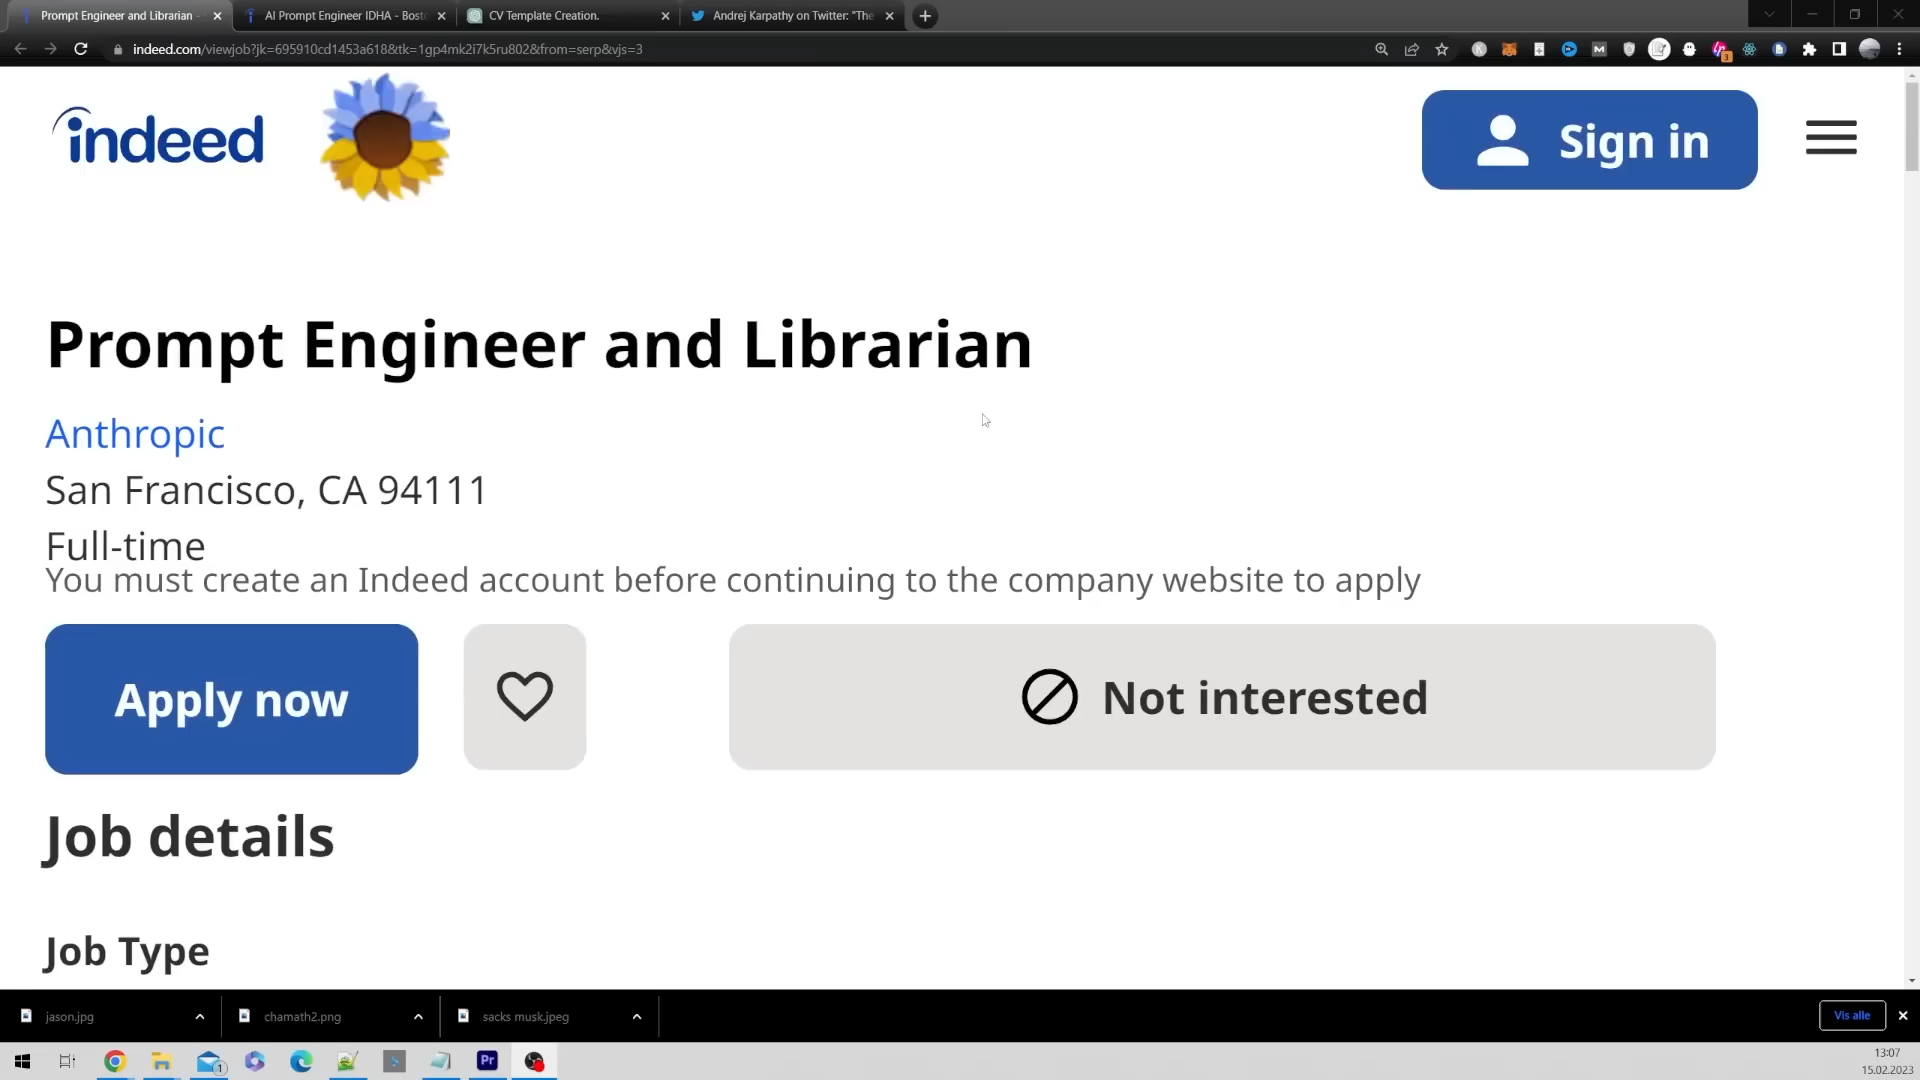 Prompt Engineer and Librarian -
AI Prompt Engineer IDHA - Bosto
CV Template Creation.
Andrej Karpathy on Twitter: "The
indeed.com/viewjob?jk=695910cd1453a618&tk=1gp4mk2i7k5ru802&from=serp&vjs=3
indeed
Sign in
Prompt Engineer and Librarian
Anthropic
San Francisco, CA 94111
Full-time
You must create an Indeed account before continuing to the company website to apply
Apply now
Not interested
Job details
Job Type
jason.jpg
chamath2.png
sacks musk.jpeg
Vis alle
1
Pr
13:07
15.02.2023